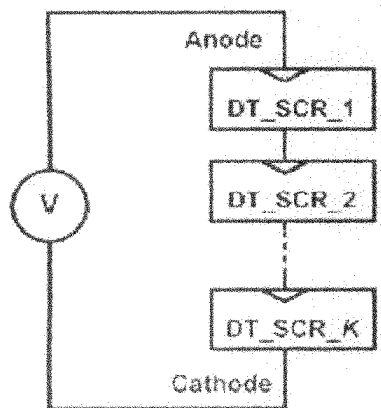 Anode
DT_SCR_1
V
DT_SCR_2
DT_SCR_K
Cathode